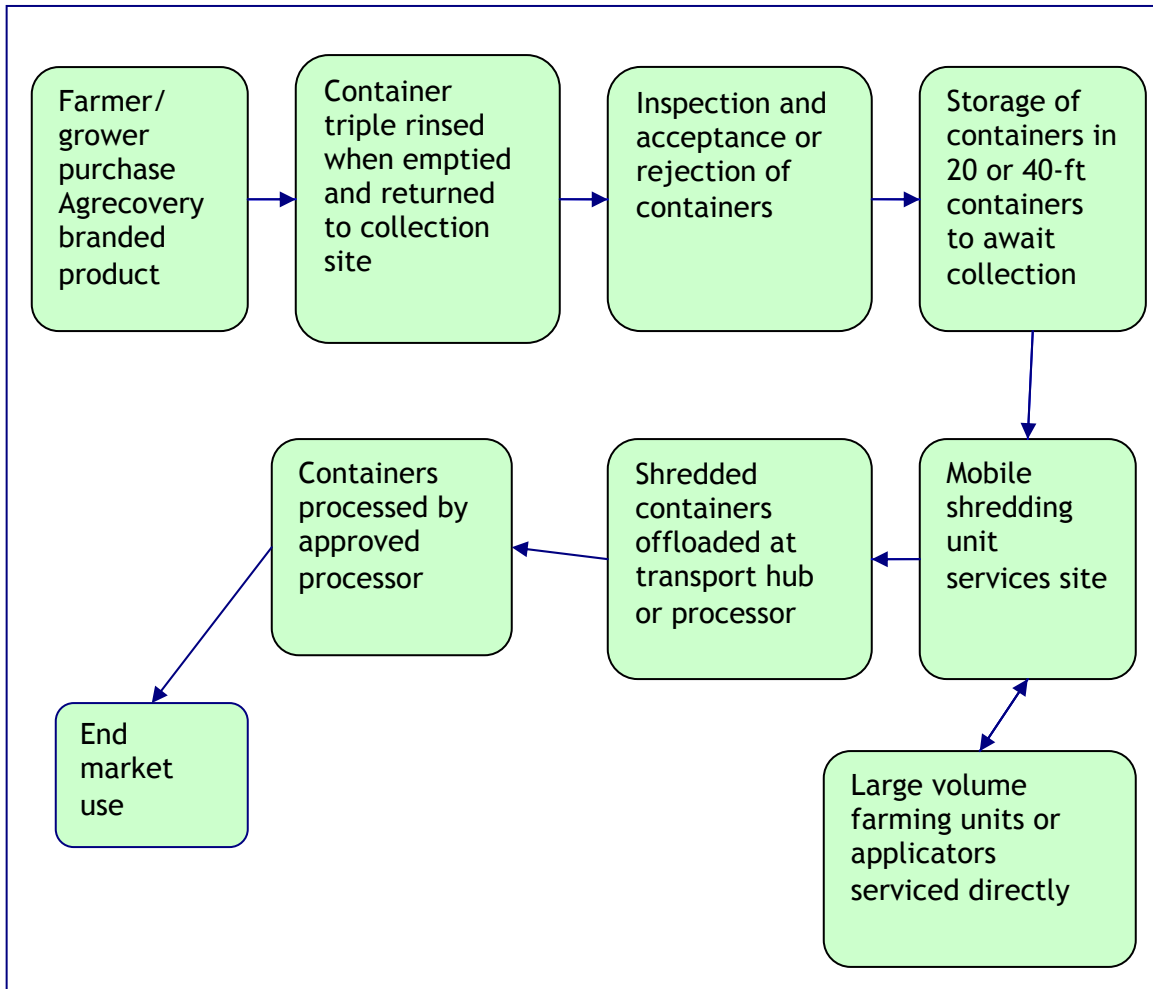 Farmer/
grower
purchase
Agrecovery
branded
product
Container
triple rinsed
when emptied
and returned
to collection
site
Inspection and
acceptance or
rejection of
containers
Storage of
containers in
20 or 40-ft
containers
to await
collection
Mobile
shredding
unit
services site
Shredded
containers
offloaded at
transport hub
or processor
Containers
processed by
approved
processor
End
market
use
Large volume
farming units or
applicators
serviced directly